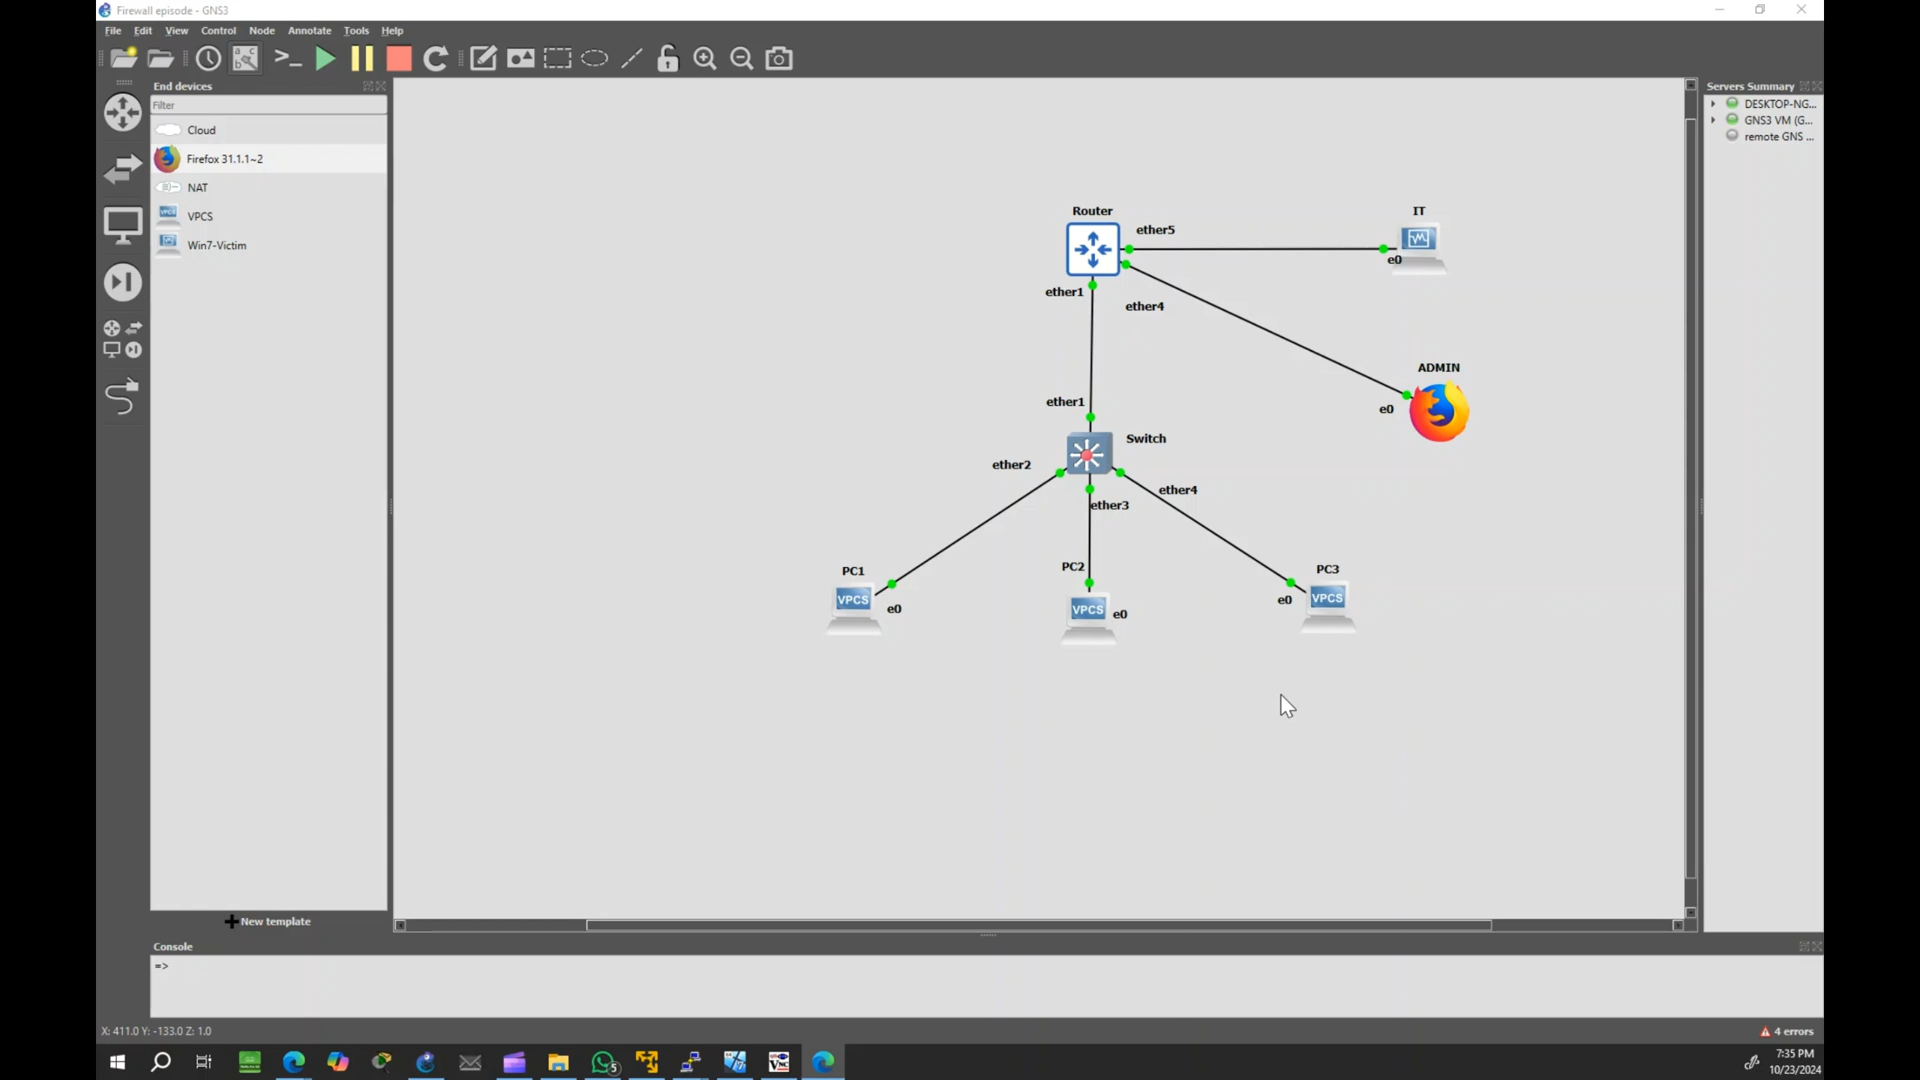 Firewall episode - GNS3
File Edit View Control Node Annotate Tools Help
End devices
Filter
Cloud
Firefox 31.1.1~2
NAT
VPCS
Win7-Victim
New template
Servers Summary
DESKTOP-NG...
GNS3 VM (G...
remote GNS ...
Router
IT
ether5
e0
ether1
ether4
ADMIN
ether1
e0
Switch
ether2
ether4
ether3
PC1
PC2
PC3
VPCS
VPCS
VPCS
e0
e0
e0
Console
=>
X: 411.0 Y: -133.0 Z: 1.0
4 errors
5
7:35 PM
10/23/2024